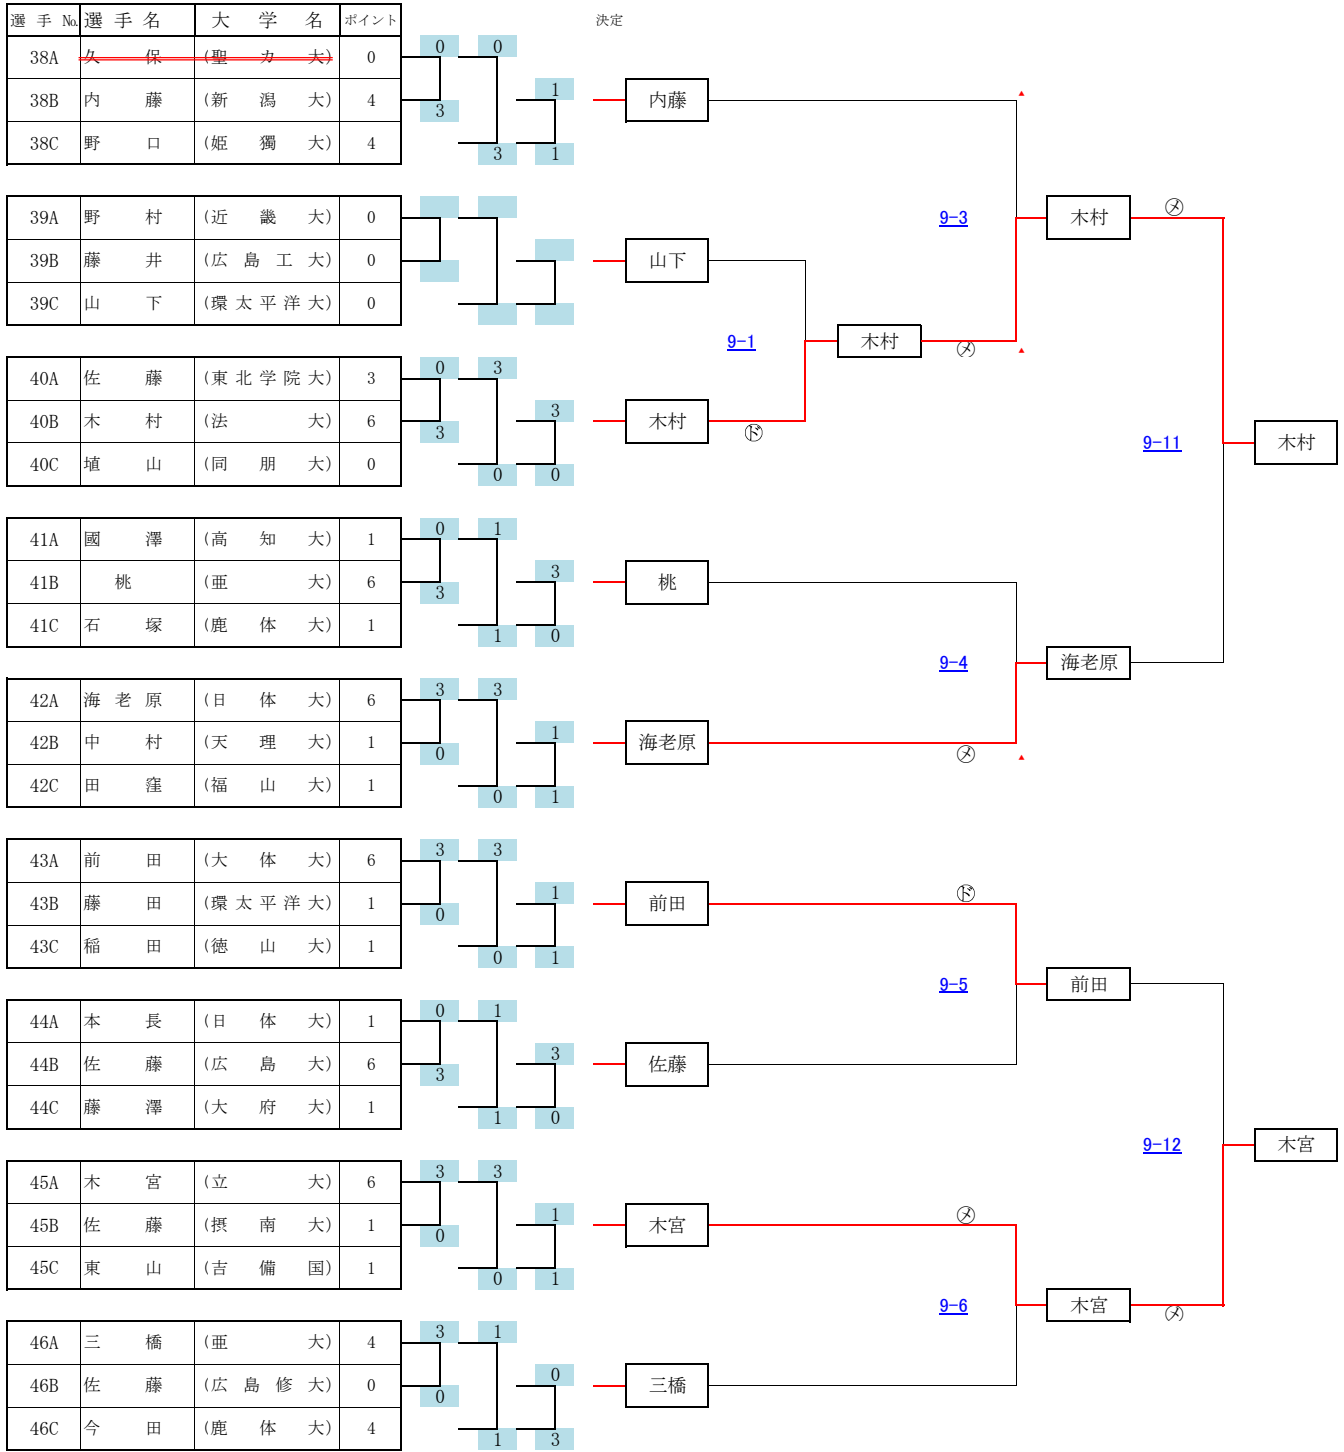 選手№ 選手名 大学名 ポイント 決定
38A 久保 (聖カ大) 0
38B 内藤 (新潟大) 4
38C 野口 (姫獨大) 4
0 0 1 3 3 1
内藤
39A 野村 (近畿大) 0
39B 藤井 (広島工大) 0
39C 山下 (環太平洋大) 0
山下
9-3
木村 ㋱
9-1
木村 ㋱
40A 佐藤 (東北学院大) 3
40B 木村 (法大) 6
40C 埴山 (同朋大) 0
0 3 3 3 0 0
木村 ㋣゙
9-11
木村
41A 國澤 (高知大) 1
41B 桃 (亜大) 6
41C 石塚 (鹿体大) 1
0 1 3 3 1 0
桃
9-4
海老原
42A 海老原 (日体大) 6
42B 中村 (天理大) 1
42C 田窪 (福山大) 1
3 3 1 0 0 1
海老原 ㋱
43A 前田 (大体大) 6
43B 藤田 (環太平洋大) 1
43C 稲田 (徳山大) 1
3 3 1 0 0 1
前田 ㋣゙
9-5
前田
44A 本長 (日体大) 1
44B 佐藤 (広島大) 6
44C 藤澤 (大府大) 1
0 1 3 3 1 0
佐藤
9-12
木宮
45A 木宮 (立大) 6
45B 佐藤 (摂南大) 1
45C 東山 (吉備国) 1
3 3 1 0 0 1
木宮 ㋱
9-6
木宮 ㋱
46A 三橋 (亜大) 4
46B 佐藤 (広島修大) 0
46C 今田 (鹿体大) 4
3 1 0 0 1 3
三橋